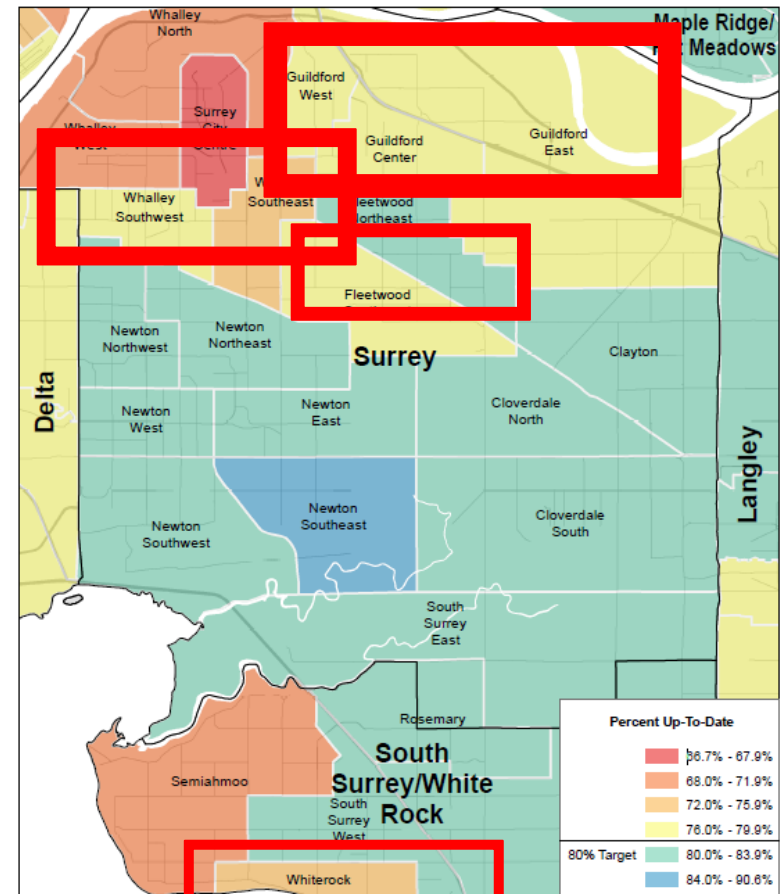 Whalley
North
Maple Ridge/
Meadows
Guildford
West
Surrey
City
Centre
Whalley
West
Guildford
Center
Guildford
East
Whalley
Southwest
Southeast
Fleetwood
Northeast
Fleetwood
Newton
Northwest
Newton
Northeast
Surrey
Clayton
Delta
Newton
West
Newton
East
Cloverdale
North
Langley
Newton
Southwest
Newton
Southeast
Cloverdale
South
South
Surrey
East
Rosemary
Semiahmoo
South
Surrey/White
Rock
South
Surrey
West
Whiterock
Percent Up-To-Date
68.0% - 71.9%
72.0% - 75.9%
76.0% - 79.9%
80% Target
80.0% - 83.9%
84.0% - 90.6%